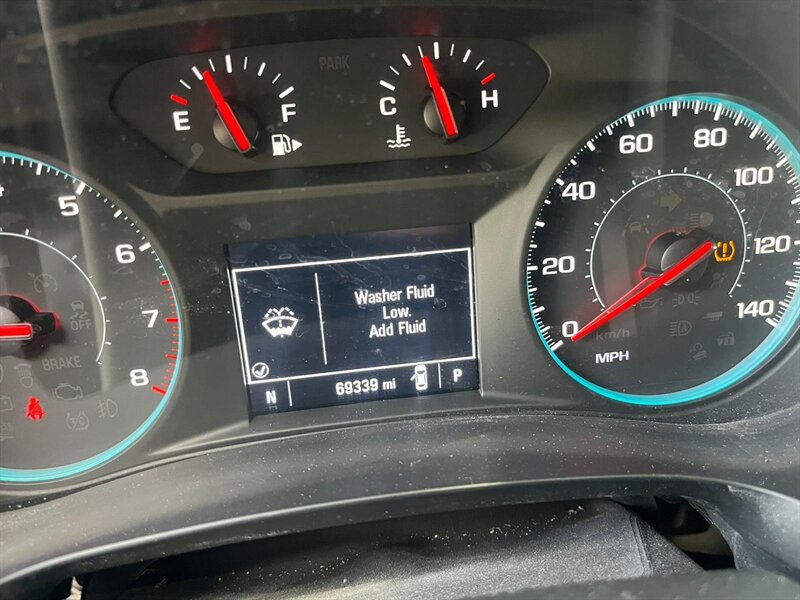 PARK
E F
C H
4
5
6
7
8
OFF
BRAKE
Washer Fluid
Low.
Add Fluid
N 69339 mi P
0
20
40
60
80
100
120
140
km/h
MPH